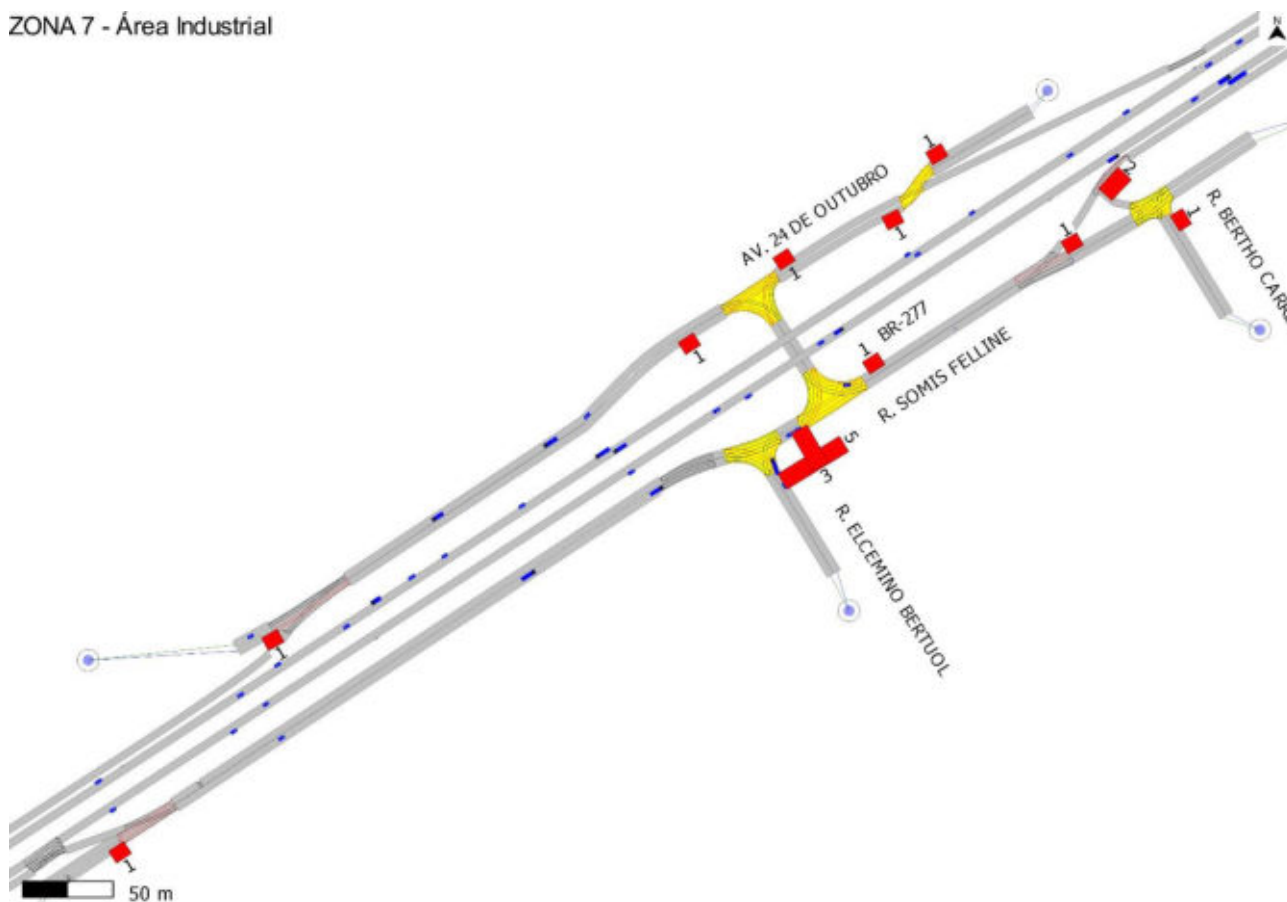 ZONA 7 - Área Industrial
N
1
AV. 24 DE OUTUBRO
1
2
1
R. BERTHO CARRA
1
1
1
BR-277
1
R. SOMIS FELLINE
5
3
R. ELCEMINO BERTUOL
1
1
50 m